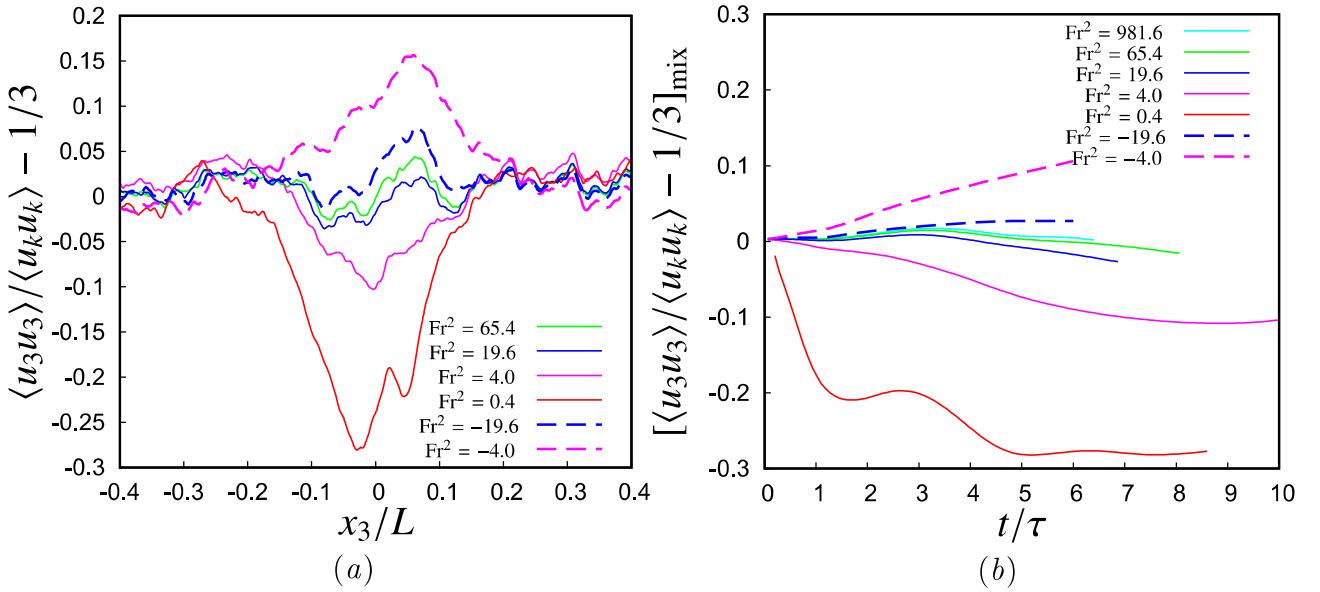 ⟨u₃u₃⟩/⟨uₖuₖ⟩ − 1/3
0.2
0.15
0.1
0.05
0
-0.05
-0.1
-0.15
-0.2
-0.25
-0.3
Fr² = 65.4
Fr² = 19.6
Fr² = 4.0
Fr² = 0.4
Fr² = −19.6
Fr² = −4.0
-0.4 -0.3 -0.2 -0.1 0 0.1 0.2 0.3 0.4
x₃/L
(a)
[⟨u₃u₃⟩/⟨uₖuₖ⟩ − 1/3]mix
0.3
0.2
0.1
0
-0.1
-0.2
-0.3
Fr² = 981.6
Fr² = 65.4
Fr² = 19.6
Fr² = 4.0
Fr² = 0.4
Fr² = −19.6
Fr² = −4.0
0 1 2 3 4 5 6 7 8 9 10
t/τ
(b)